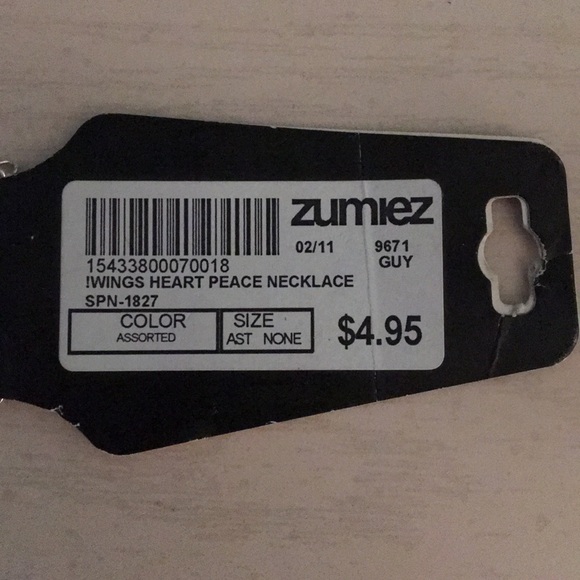 zumiez
02/11 9671
15433800070018 GUY
!WINGS HEART PEACE NECKLACE
SPN-1827
COLOR SIZE
ASSORTED AST NONE $4.95